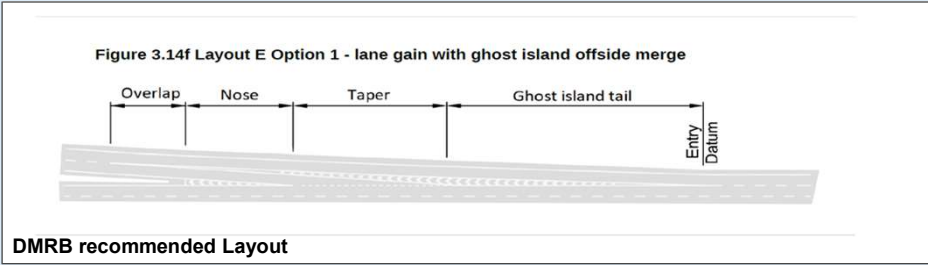 Figure 3.14f Layout E Option 1 - lane gain with ghost island offside merge
Overlap Nose Taper Ghost island tail
Entry
Datum
DMRB recommended Layout